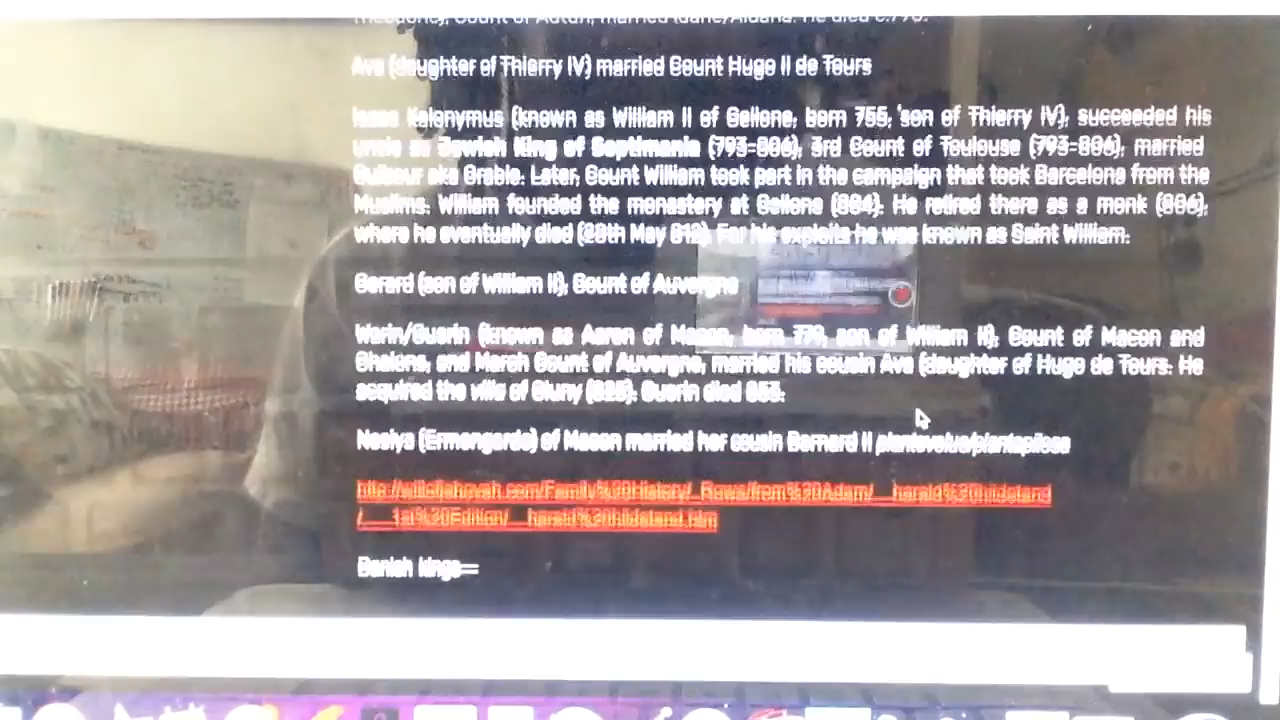 Ava (daughter of Thierry IV) married Count Hugo II de Tours
Isaac Kalonymus (known as William II of Gellone, born 755, son of Thierry IV), succeeded his
uncle as Jewish King of Septimania (793-806), 3rd Count of Toulouse (793-806), married
aka Orable. Later, Count William took part in the campaign that took Barcelona from the
Muslims. William founded the monastery at Gellone (804). He retired there as a monk (806),
where he eventually died (28th May 812). For his exploits he was known as Saint William.
Gerard (son of William II), Count of Auvergne
Warin/Guerin (known as Aaron of Macon, born 779, son of William II), Count of Macon and
Chalons, and March Count of Auvergne, married his cousin Ava (daughter of Hugo de Tours. He
acquired the villa of Cluny (825). Guerin died 853.
(Ermengarde) of Macon married her cousin Bernard II
Danish kings—